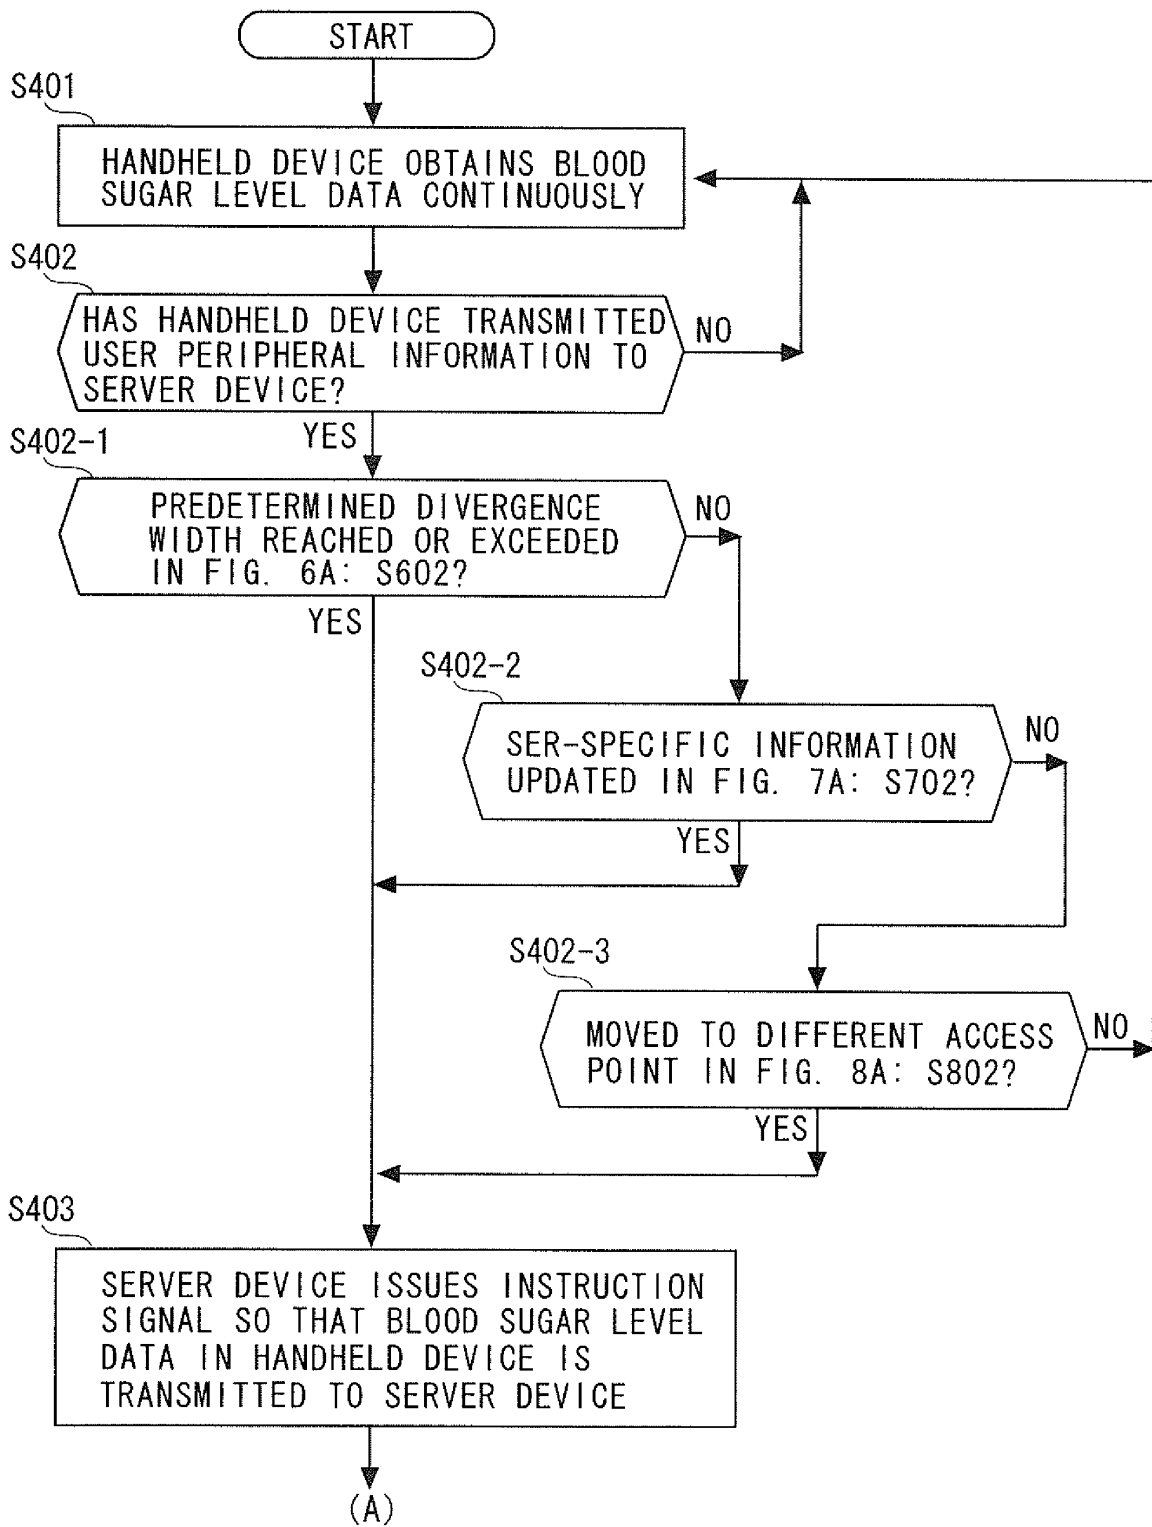 START
S401
HANDHELD DEVICE OBTAINS BLOOD
SUGAR LEVEL DATA CONTINUOUSLY
S402
HAS HANDHELD DEVICE TRANSMITTED
USER PERIPHERAL INFORMATION TO
SERVER DEVICE?
NO
YES
S402-1
PREDETERMINED DIVERGENCE
WIDTH REACHED OR EXCEEDED
IN FIG. 6A: S602?
NO
YES
S402-2
SER-SPECIFIC INFORMATION
UPDATED IN FIG. 7A: S702?
NO
YES
S402-3
MOVED TO DIFFERENT ACCESS
POINT IN FIG. 8A: S802?
NO
YES
S403
SERVER DEVICE ISSUES INSTRUCTION
SIGNAL SO THAT BLOOD SUGAR LEVEL
DATA IN HANDHELD DEVICE IS
TRANSMITTED TO SERVER DEVICE
(A)